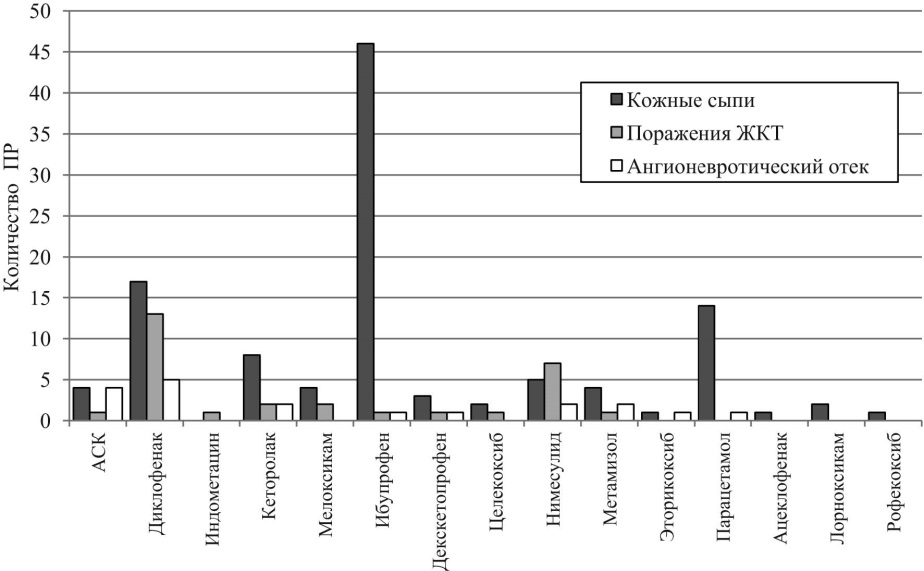 50
45
40
35
30
25
20
15
10
5
0
Количество ПР
Кожные сыпи
Поражения ЖКТ
Ангионевротический отек
АСК
Диклофенак
Индометацин
Кеторолак
Мелоксикам
Ибупрофен
Декскетопрофен
Целекоксиб
Нимесулид
Метамизол
Эторикоксиб
Парацетамол
Ацеклофенак
Лорноксикам
Рофекоксиб